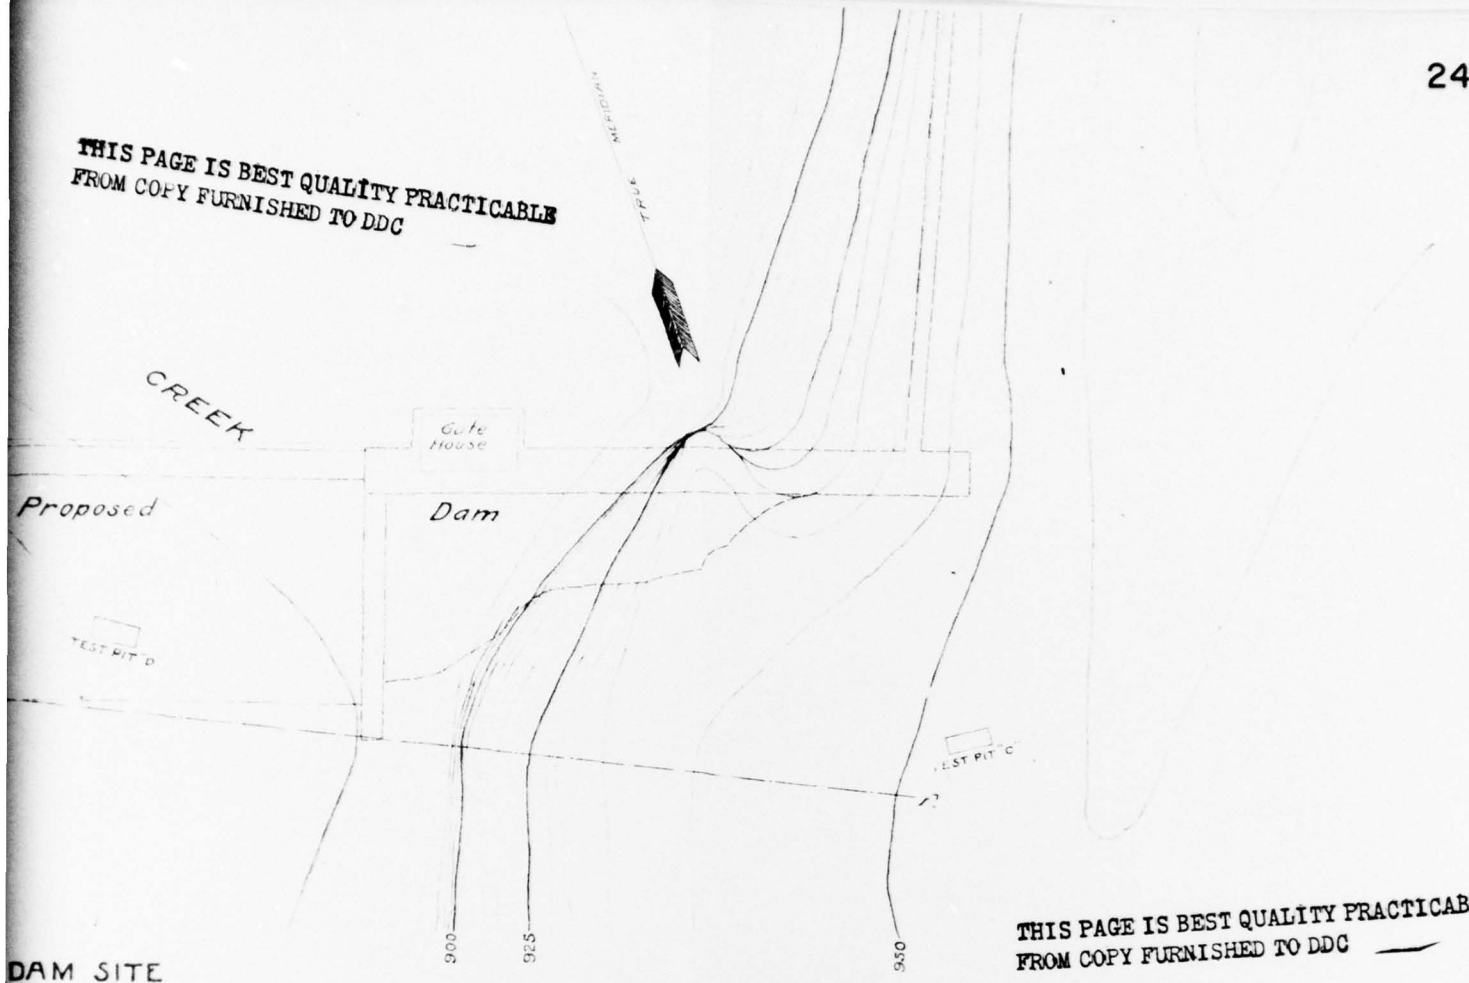 24
TRUE MERIDIAN
THIS PAGE IS BEST QUALITY PRACTICABLE
FROM COPY FURNISHED TO DDC
CREEK
Gate
House
Proposed Dam
TEST PIT "D
TEST PIT "C"
900
925
950
DAM SITE
THIS PAGE IS BEST QUALITY PRACTICAB
FROM COPY FURNISHED TO DDC